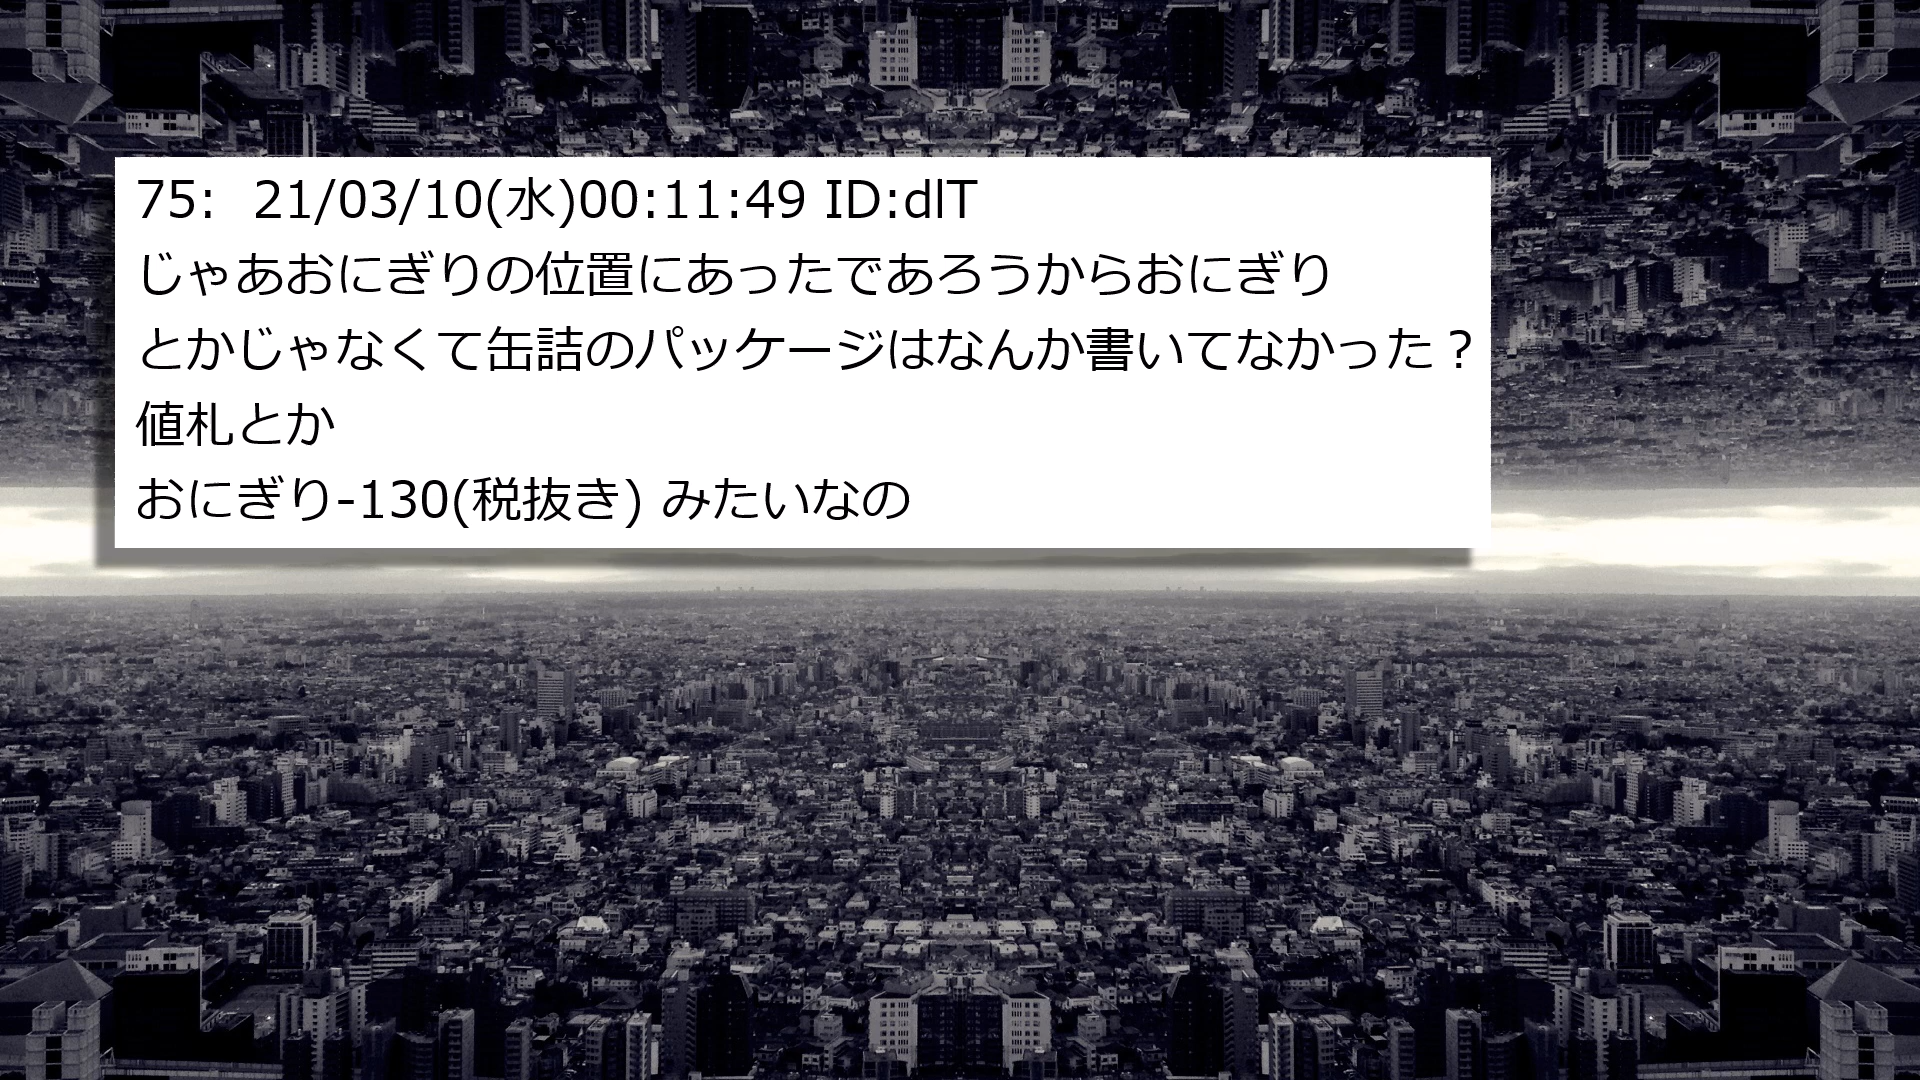 75:  21/03/10(水)00:11:49 ID:dlT
じゃあおにぎりの位置にあったであろうからおにぎり
とかじゃなくて缶詰のパッケージはなんか書いてなかった？
値札とか
おにぎり-130(税抜き) みたいなの